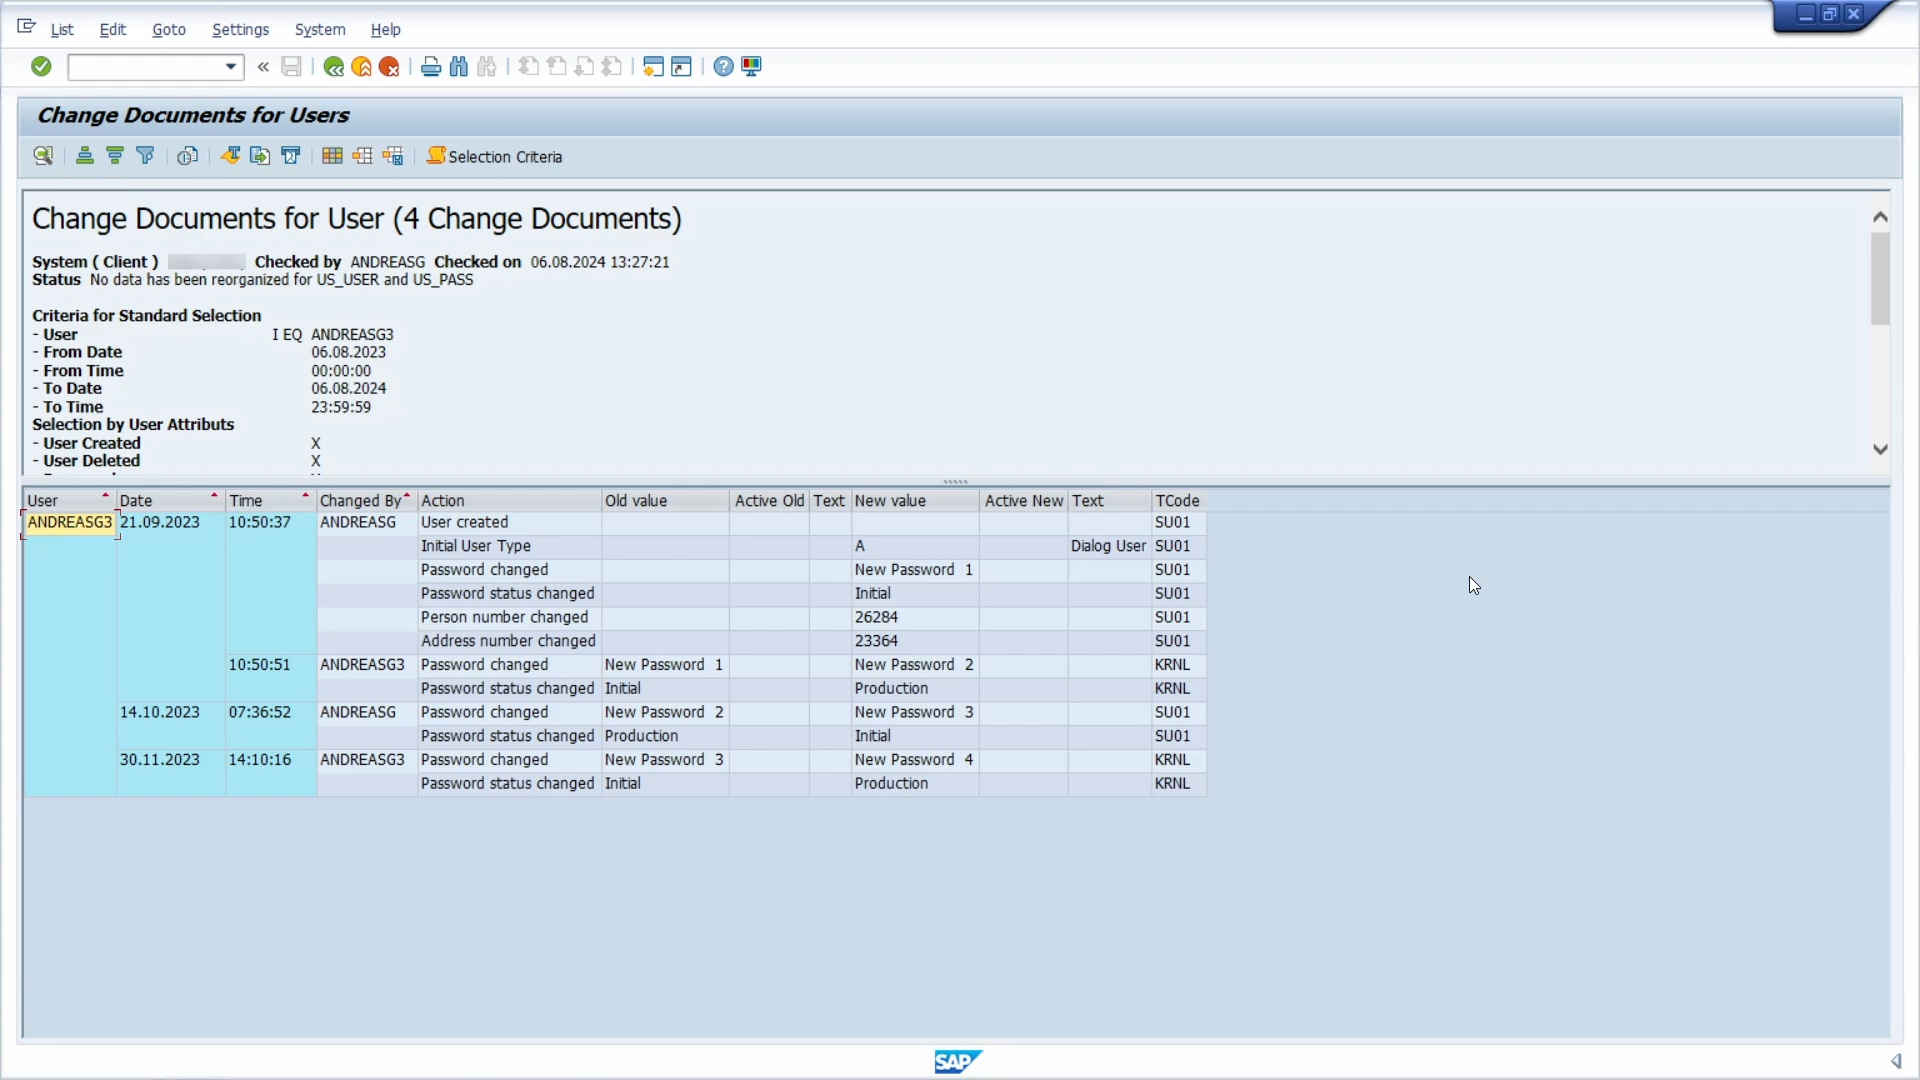 List Edit Goto Settings System Help
Change Documents for Users
Selection Criteria
Change Documents for User (4 Change Documents)
System ( Client ) Checked by ANDREASG Checked on 06.08.2024 13:27:21
Status No data has been reorganized for US_USER and US_PASS
Criteria for Standard Selection
- User I EQ ANDREASG3
- From Date 06.08.2023
- From Time 00:00:00
- To Date 06.08.2024
- To Time 23:59:59
Selection by User Attributs
- User Created X
- User Deleted X
User Date Time Changed By Action Old value Active Old Text New value Active New Text TCode
ANDREASG3 21.09.2023 10:50:37 ANDREASG User created SU01
Initial User Type A Dialog User SU01
Password changed New Password 1 SU01
Password status changed Initial SU01
Person number changed 26284 SU01
Address number changed 23364 SU01
10:50:51 ANDREASG3 Password changed New Password 1 New Password 2 KRNL
Password status changed Initial Production KRNL
14.10.2023 07:36:52 ANDREASG Password changed New Password 2 New Password 3 SU01
Password status changed Production Initial SU01
30.11.2023 14:10:16 ANDREASG3 Password changed New Password 3 New Password 4 KRNL
Password status changed Initial Production KRNL
SAP